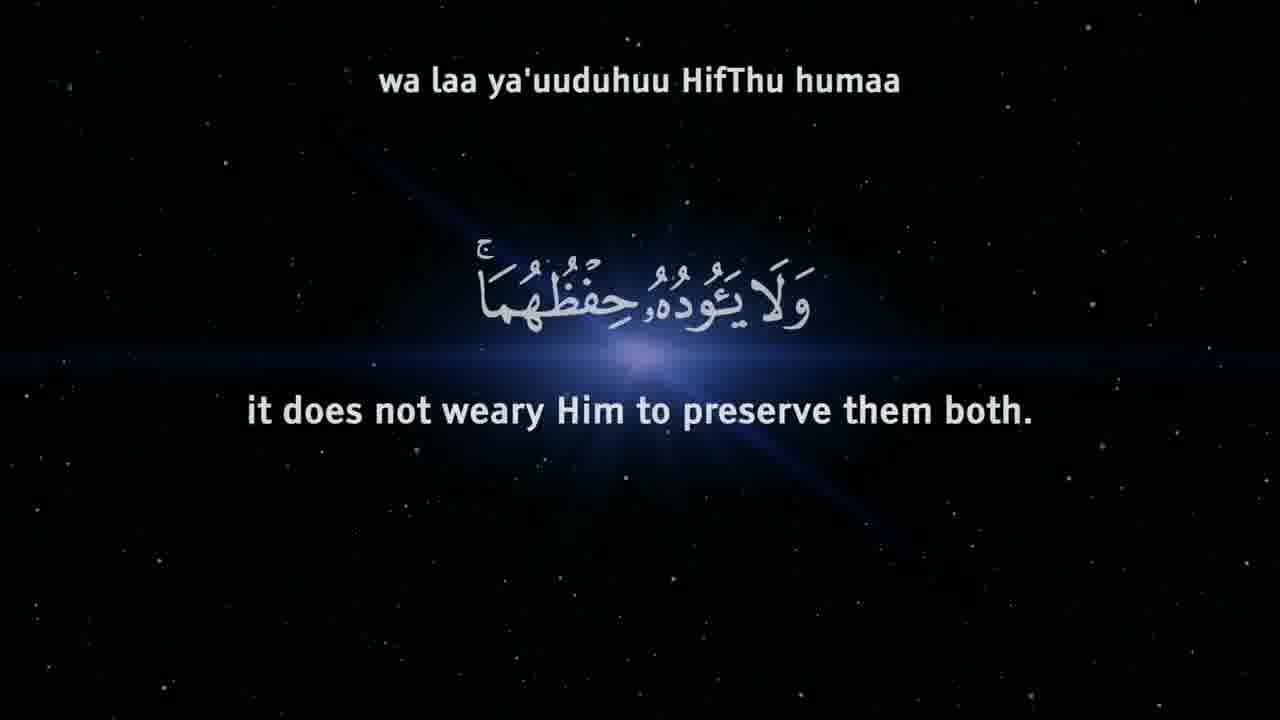 wa laa ya'uuduhuu HifThu humaa
وَلَا يَـُٔودُهُۥ حِفْظُهُمَاۚ
it does not weary Him to preserve them both.